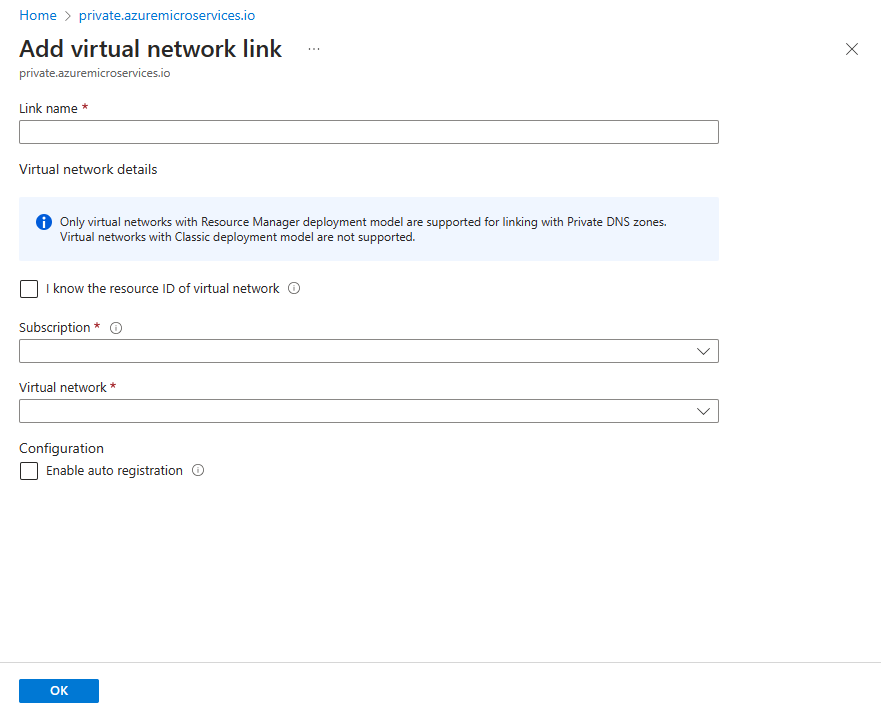 Home > private.azuremicroservices.io
Add virtual network link ...
private.azuremicroservices.io
Link name *
Virtual network details
Only virtual networks with Resource Manager deployment model are supported for linking with Private DNS zones.
Virtual networks with Classic deployment model are not supported.
I know the resource ID of virtual network
Subscription *
Virtual network *
Configuration
Enable auto registration
OK